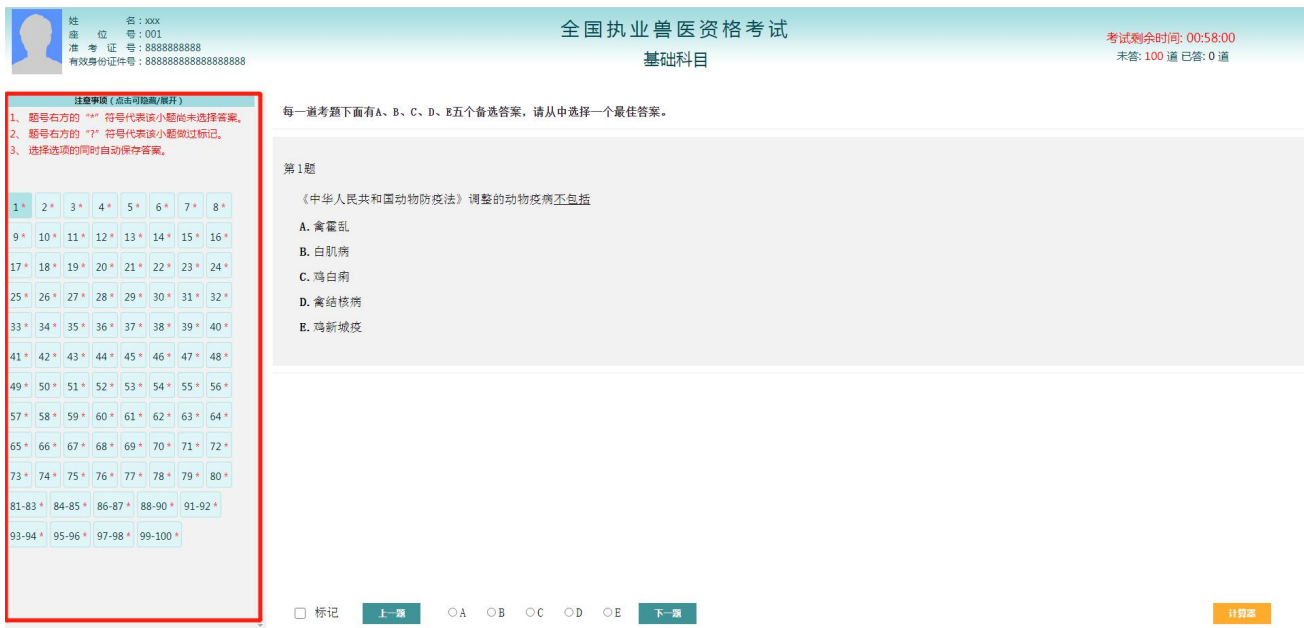 姓 名：xxx
座 位 号：001
准 考 证 号：8888888888
有效身份证件号：888888888888888888
全国执业兽医资格考试
基础科目
考试剩余时间: 00:58:00
未答: 100 道 已答: 0 道
注意事项（点击可隐藏/展开）
1、 题号右方的 “*” 符号代表该小题尚未选择答案。
2、 题号右方的 “?” 符号代表该小题做过标记。
3、 选择选项的同时自动保存答案。
1 * 2 * 3 * 4 * 5 * 6 * 7 * 8 *
9 * 10 * 11 * 12 * 13 * 14 * 15 * 16 *
17 * 18 * 19 * 20 * 21 * 22 * 23 * 24 *
25 * 26 * 27 * 28 * 29 * 30 * 31 * 32 *
33 * 34 * 35 * 36 * 37 * 38 * 39 * 40 *
41 * 42 * 43 * 44 * 45 * 46 * 47 * 48 *
49 * 50 * 51 * 52 * 53 * 54 * 55 * 56 *
57 * 58 * 59 * 60 * 61 * 62 * 63 * 64 *
65 * 66 * 67 * 68 * 69 * 70 * 71 * 72 *
73 * 74 * 75 * 76 * 77 * 78 * 79 * 80 *
81-83 * 84-85 * 86-87 * 88-90 * 91-92 *
93-94 * 95-96 * 97-98 * 99-100 *
每一道考题下面有A、B、C、D、E五个备选答案，请从中选择一个最佳答案。
第1题
《中华人民共和国动物防疫法》调整的动物疫病不包括
A. 禽霍乱
B. 白肌病
C. 鸡白痢
D. 禽结核病
E. 鸡新城疫
标记 上一题 A B C D E 下一题 计算器